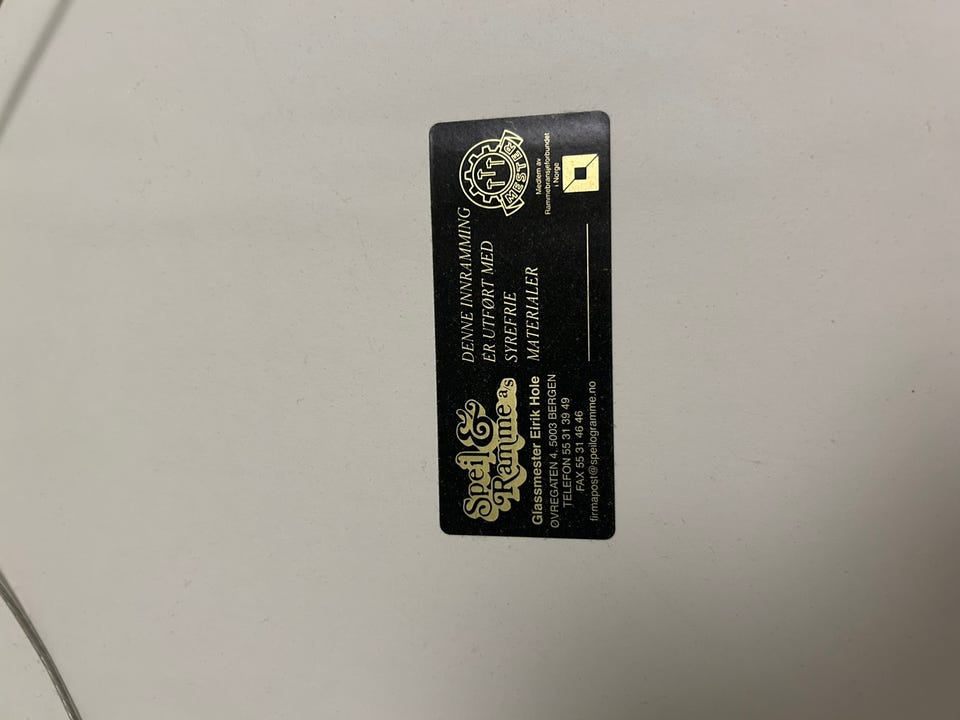 Speil &
Ramme a/s
Glassmester Eirik Hole
ØVREGATEN 4, 5003 BERGEN
TELEFON 55 31 39 49
FAX 55 31 46 46
firmapost@speilogramme.no
DENNE INNRAMMING
ER UTFØRT MED
SYREFRIE
MATERIALER
MESTER
Medlem av
Rammebransjeforbundet
i Norge